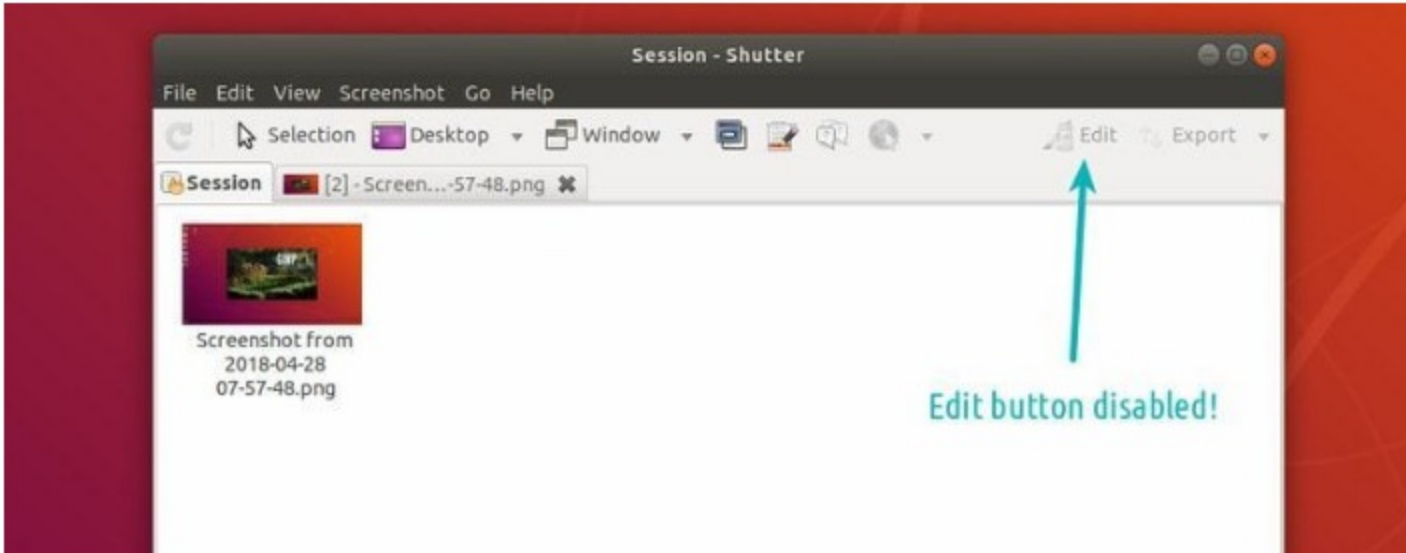 Session - Shutter
File Edit View Screenshot Go Help
Selection Desktop Window Edit Export
Session [2] - Screen...-57-48.png
Screenshot from
2018-04-28
07-57-48.png
Edit button disabled!